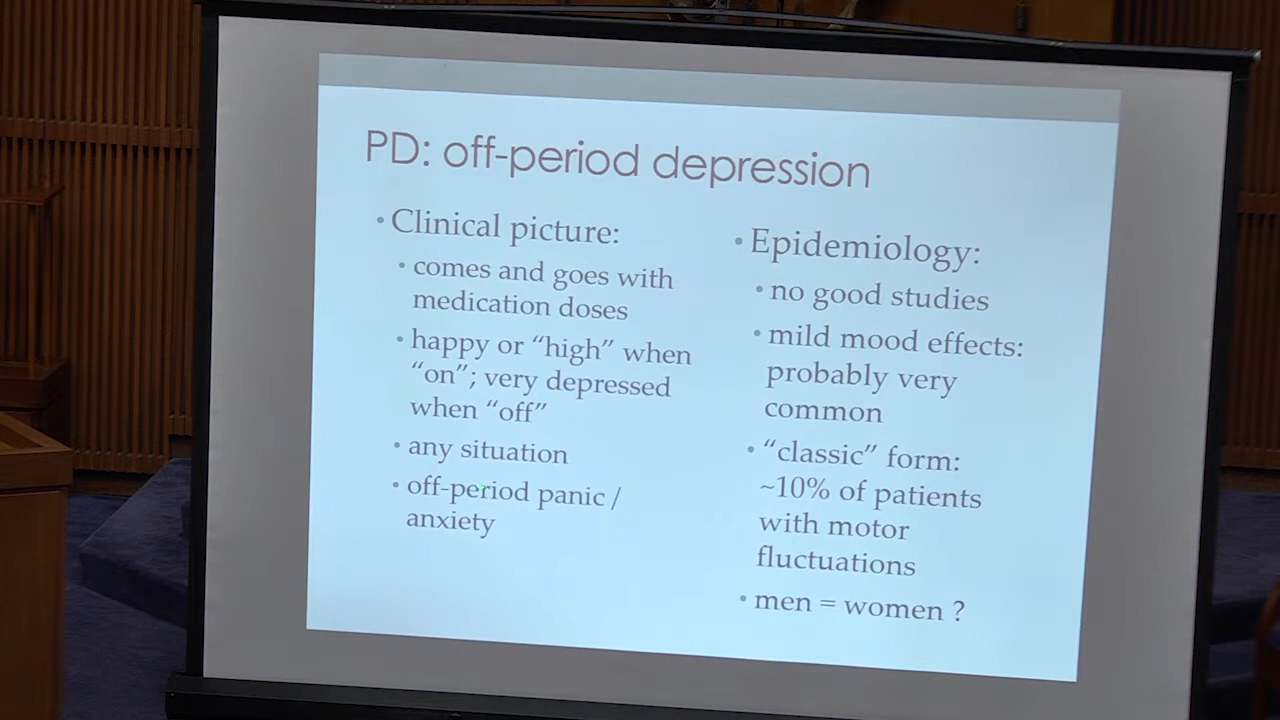 PD: off-period depression
• Clinical picture:
• comes and goes with
medication doses
• happy or “high” when
“on”; very depressed
when “off”
• any situation
• off-period panic /
anxiety
• Epidemiology:
• no good studies
• mild mood effects:
probably very
common
• “classic” form:
~10% of patients
with motor
fluctuations
• men = women ?